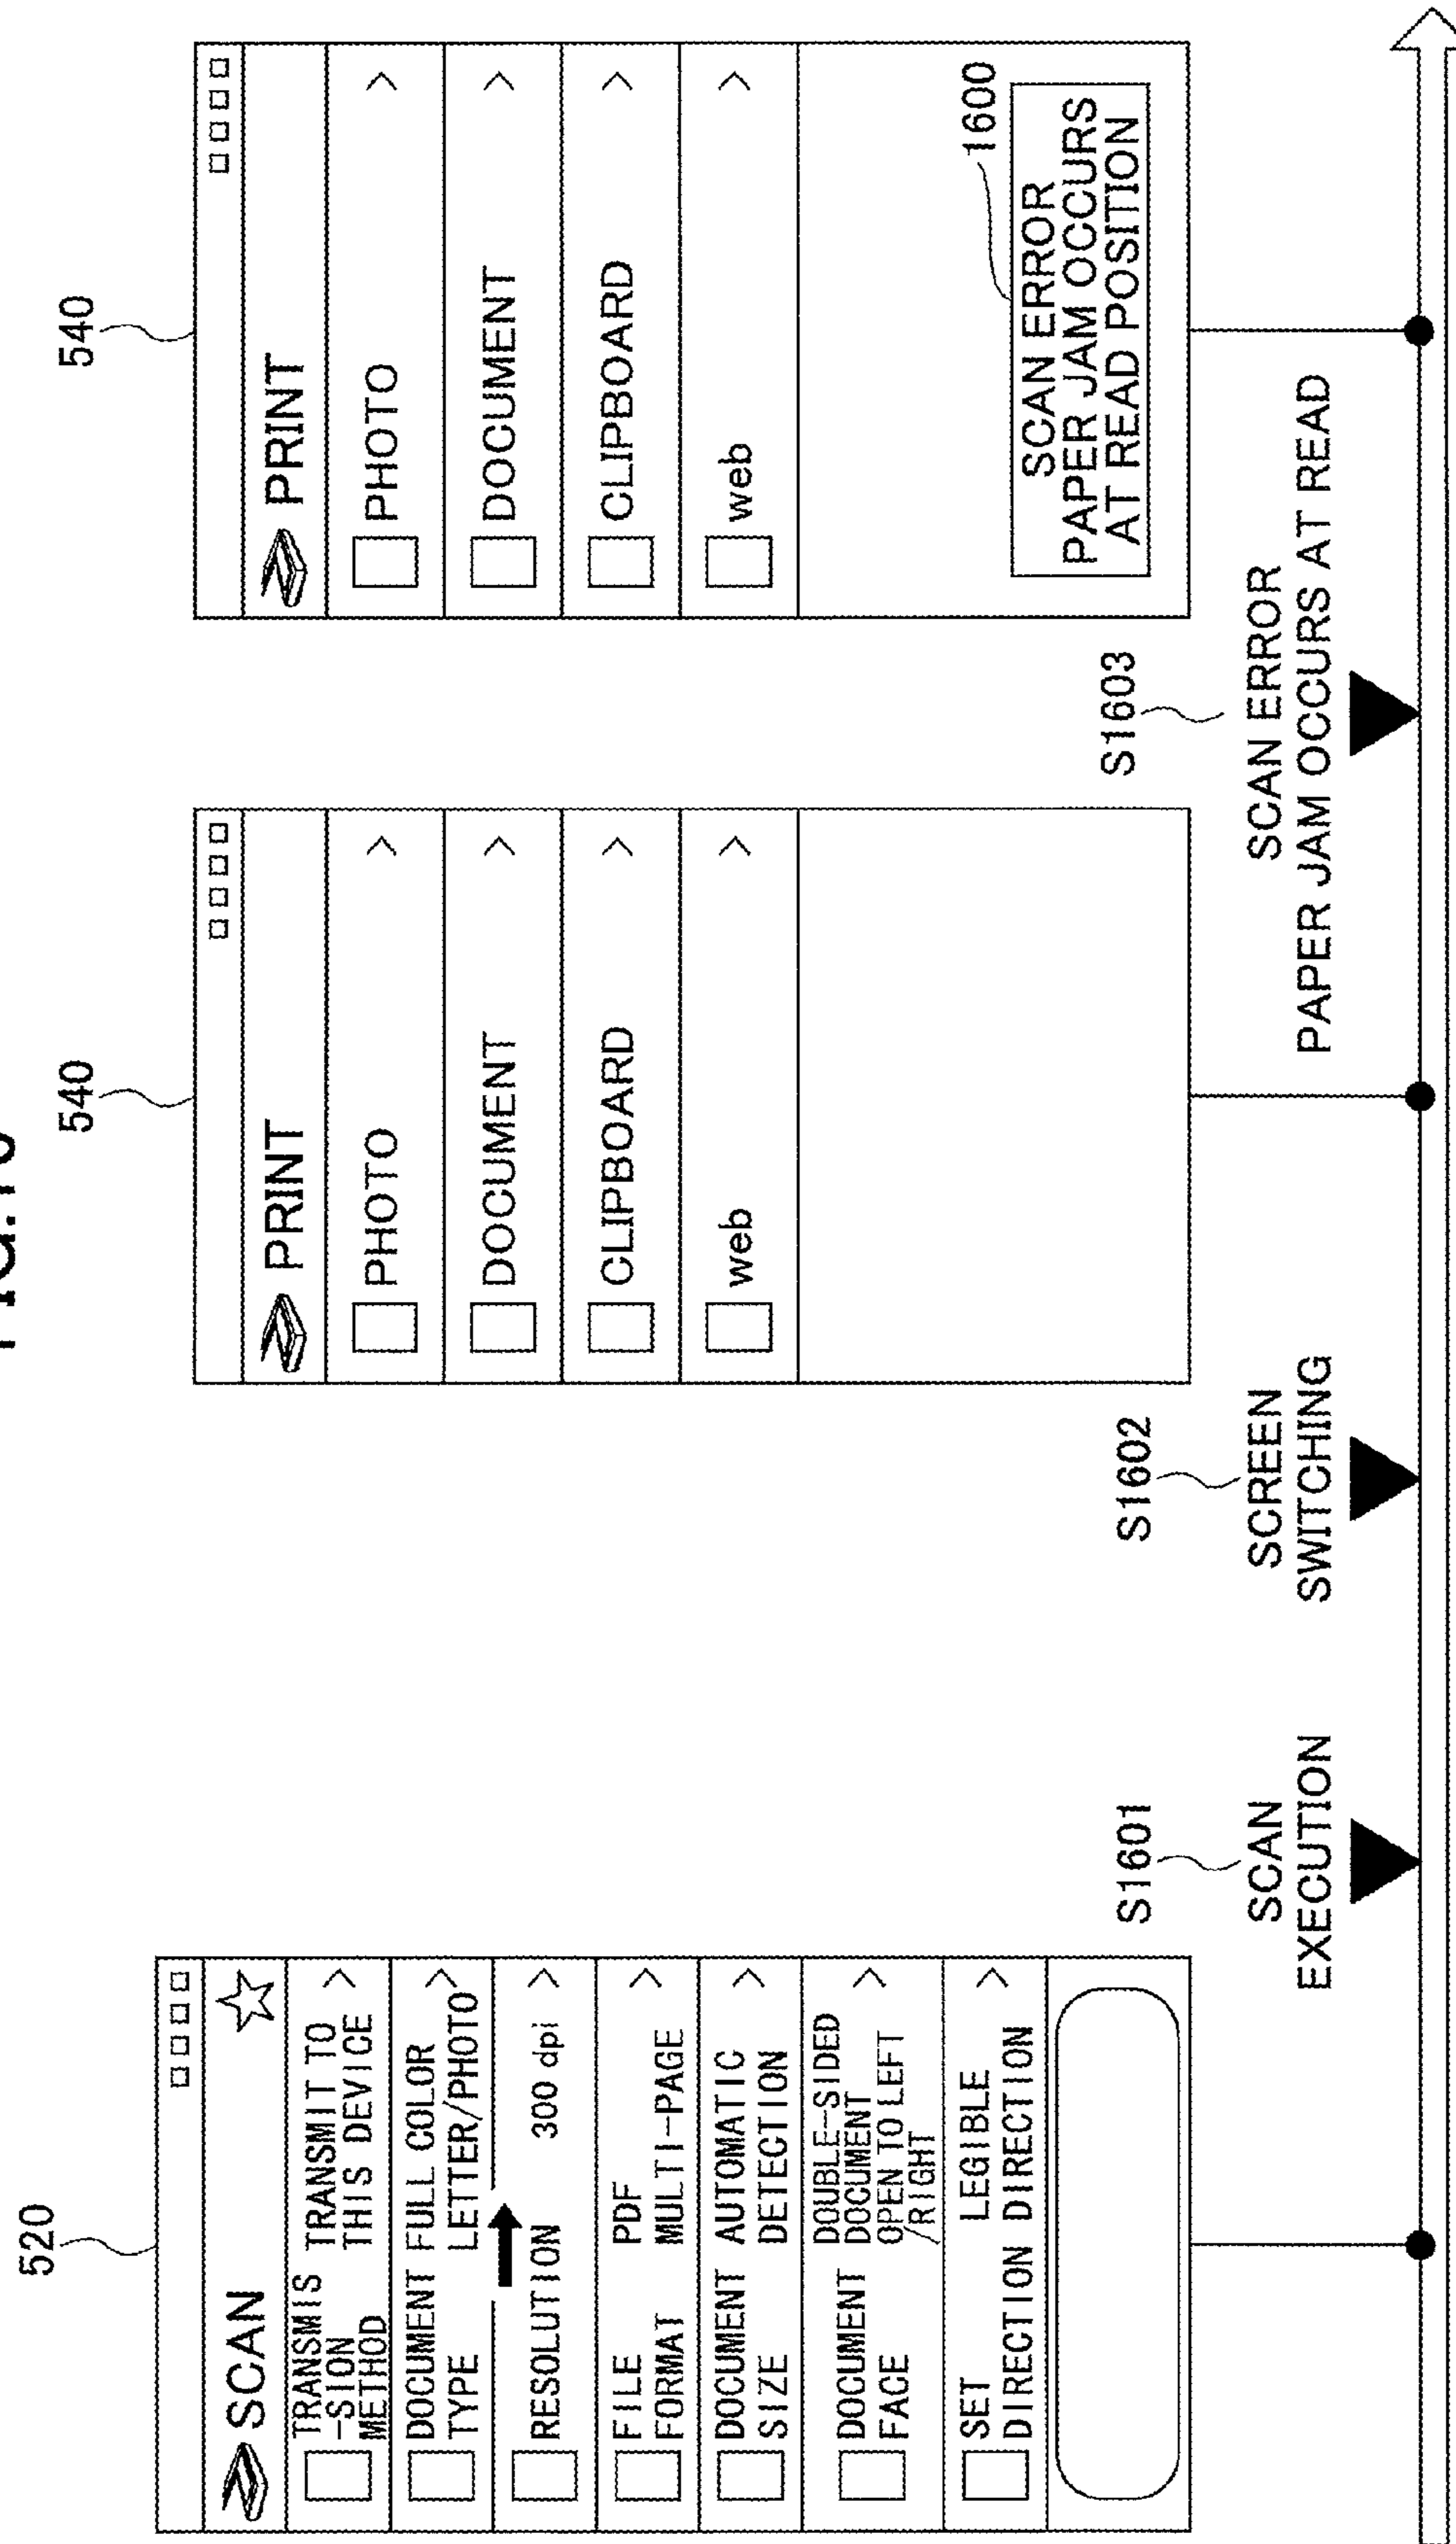 520
SCAN
TRANSMIS
-SION
METHOD
TRANSMIT TO
THIS DEVICE
DOCUMENT
TYPE
FULL COLOR
LETTER/PHOTO
RESOLUTION
300 dpi
FILE
FORMAT
PDF
MULTI-PAGE
DOCUMENT
SIZE
AUTOMATIC
DETECTION
DOCUMENT
FACE
DOUBLE-SIDED
DOCUMENT
OPEN TO LEFT
/RIGHT
SET
DIRECTION
LEGIBLE
DIRECTION
S1601
SCAN
EXECUTION
S1602
SCREEN
SWITCHING
540
PRINT
PHOTO
DOCUMENT
CLIPBOARD
web
S1603
SCAN ERROR
PAPER JAM OCCURS AT READ
540
PRINT
PHOTO
DOCUMENT
CLIPBOARD
web
1600
SCAN ERROR
PAPER JAM OCCURS
AT READ POSITION